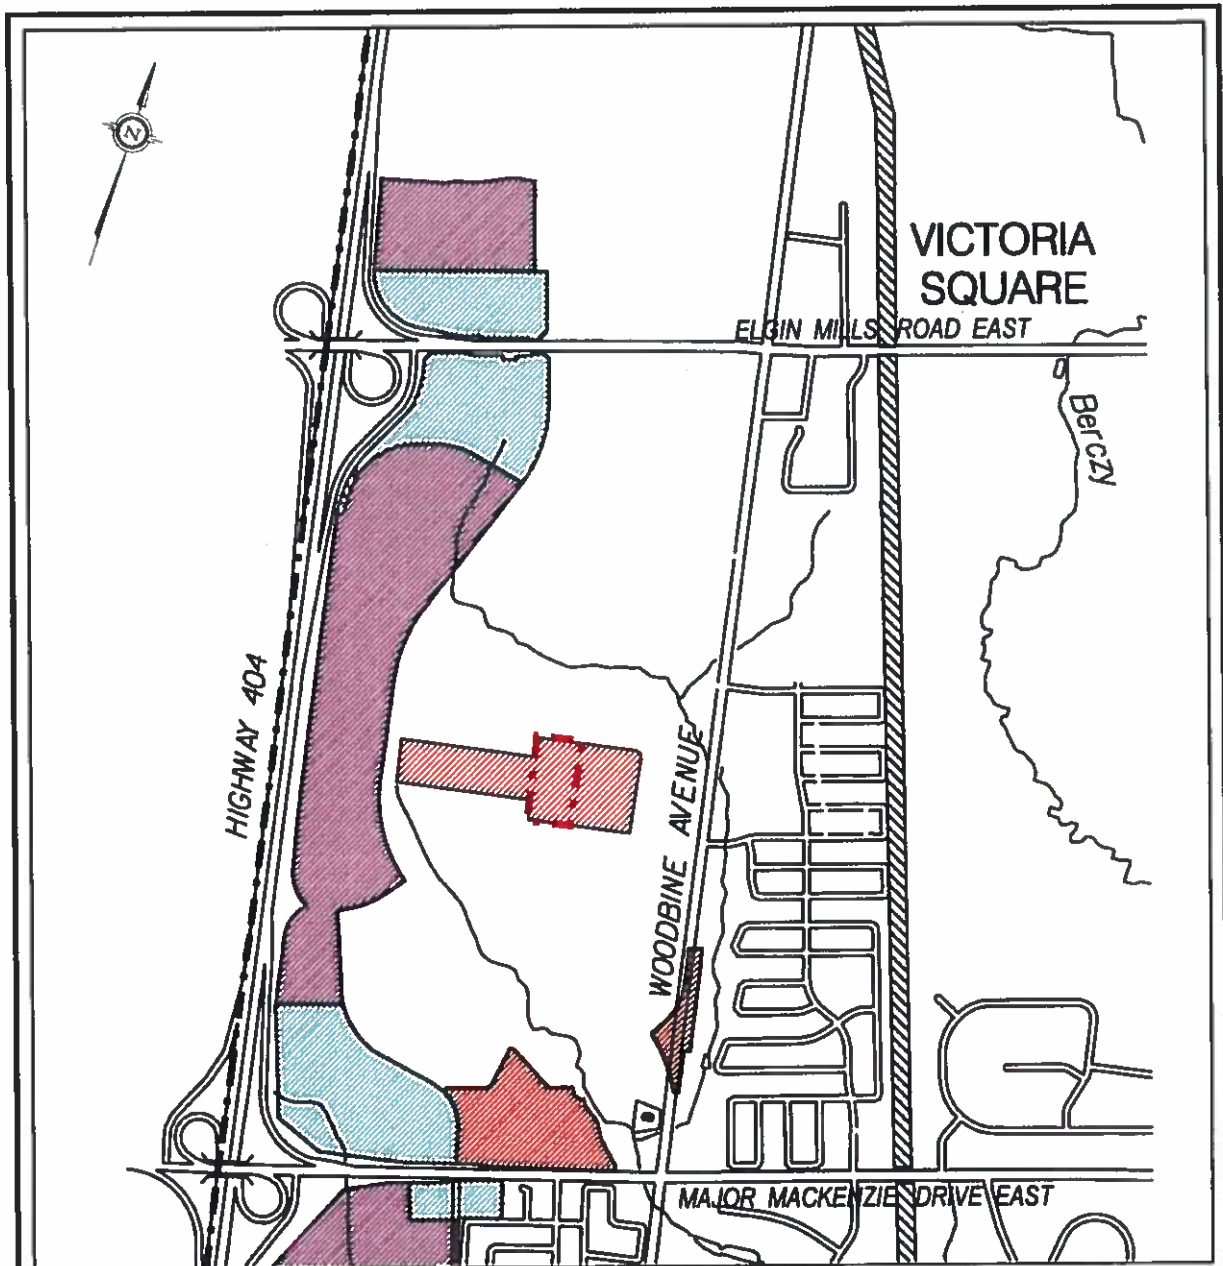 N
VICTORIA
SQUARE
ELGIN MILLS ROAD EAST
Berczy
HIGHWAY 404
WOODBINE AVENUE
MAJOR MACKENZIE DRIVE EAST